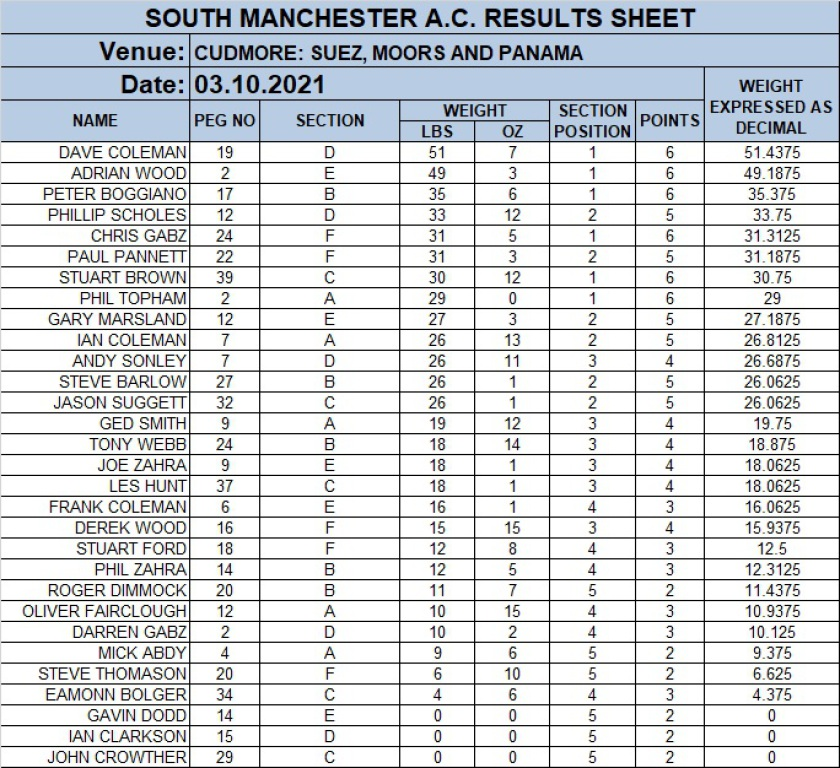 SOUTH MANCHESTER A.C. RESULTS SHEET
Venue: CUDMORE: SUEZ, MOORS AND PANAMA
Date: 03.10.2021
NAME PEG NO SECTION WEIGHT LBS OZ SECTION POSITION POINTS WEIGHT EXPRESSED AS DECIMAL
DAVE COLEMAN 19 D 51 7 1 6 51.4375
ADRIAN WOOD 2 E 49 3 1 6 49.1875
PETER BOGGIANO 17 B 35 6 1 6 35.375
PHILLIP SCHOLES 12 D 33 12 2 5 33.75
CHRIS GABZ 24 F 31 5 1 6 31.3125
PAUL PANNETT 22 F 31 3 2 5 31.1875
STUART BROWN 39 C 30 12 1 6 30.75
PHIL TOPHAM 2 A 29 0 1 6 29
GARY MARSLAND 12 E 27 3 2 5 27.1875
IAN COLEMAN 7 A 26 13 2 5 26.8125
ANDY SONLEY 7 D 26 11 3 4 26.6875
STEVE BARLOW 27 B 26 1 2 5 26.0625
JASON SUGGETT 32 C 26 1 2 5 26.0625
GED SMITH 9 A 19 12 3 4 19.75
TONY WEBB 24 B 18 14 3 4 18.875
JOE ZAHRA 9 E 18 1 3 4 18.0625
LES HUNT 37 C 18 1 3 4 18.0625
FRANK COLEMAN 6 E 16 1 4 3 16.0625
DEREK WOOD 16 F 15 15 3 4 15.9375
STUART FORD 18 F 12 8 4 3 12.5
PHIL ZAHRA 14 B 12 5 4 3 12.3125
ROGER DIMMOCK 20 B 11 7 5 2 11.4375
OLIVER FAIRCLOUGH 12 A 10 15 4 3 10.9375
DARREN GABZ 2 D 10 2 4 3 10.125
MICK ABDY 4 A 9 6 5 2 9.375
STEVE THOMASON 20 F 6 10 5 2 6.625
EAMONN BOLGER 34 C 4 6 4 3 4.375
GAVIN DODD 14 E 0 0 5 2 0
IAN CLARKSON 15 D 0 0 5 2 0
JOHN CROWTHER 29 C 0 0 5 2 0